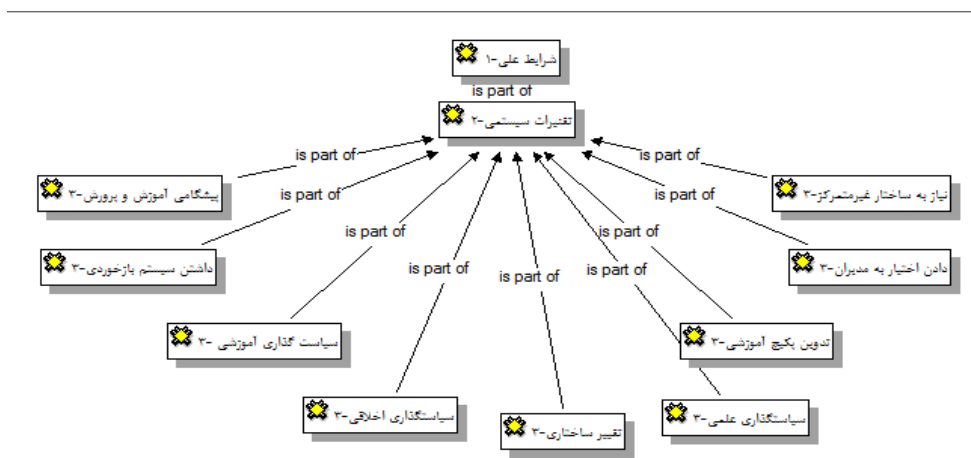 ۱-شرایط علی
is part of
۲-تغییرات سیستمی
is part of
is part of
is part of
is part of
is part of
is part of
is part of
is part of
is part of
۳-پیشگامی آموزش و پرورش
۳-نیاز به ساختار غیرمتمرکز
۳-داشتن سیستم بازخوردی
۳-دادن اختیار به مدیران
۳- سیاست گذاری آموزشی
۳-تدوین پکیج آموزشی
۳-سیاستگذاری اخلاقی
۳-تغییر ساختاری
۳-سیاستگذاری علمی